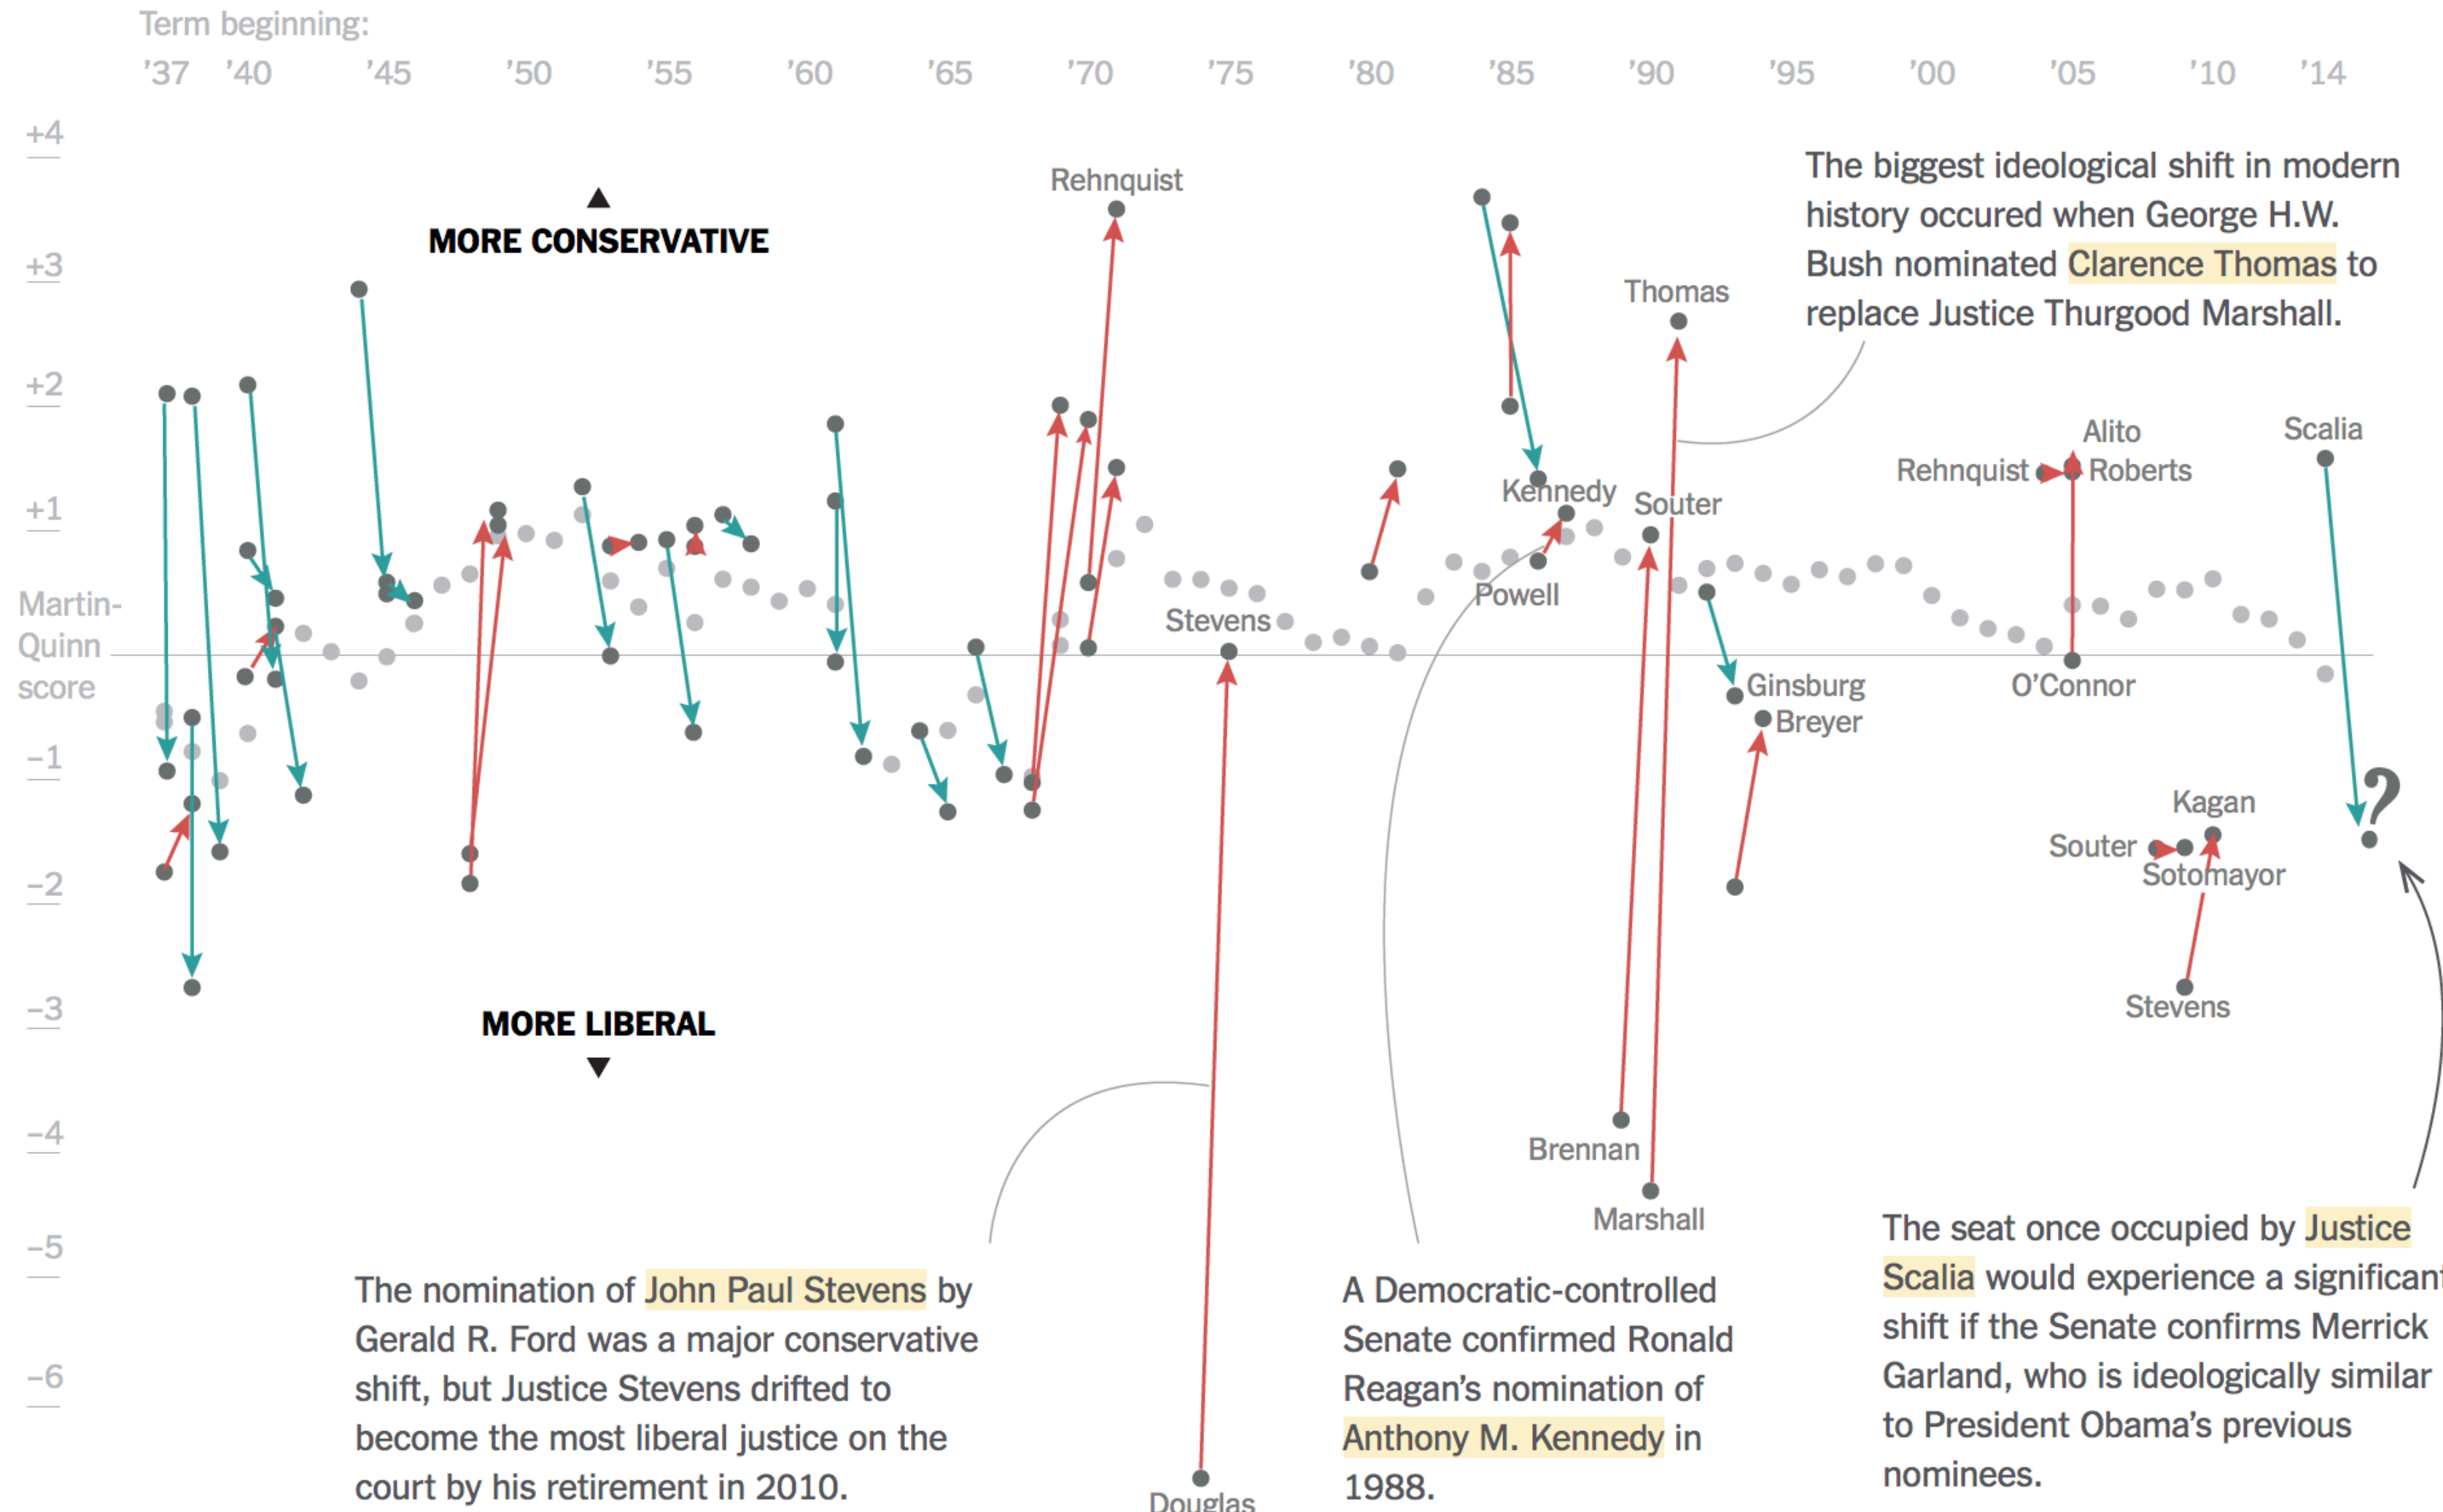 Term beginning:
’37 ’40 ’45 ’50 ’55 ’60 ’65 ’70 ’75 ’80 ’85 ’90 ’95 ’00 ’05 ’10 ’14
+4
+3
+2
+1
Martin-
Quinn
score
−1
−2
−3
−4
−5
−6
▲
MORE CONSERVATIVE
MORE LIBERAL
▼
Rehnquist
The biggest ideological shift in modern
history occured when George H.W.
Bush nominated Clarence Thomas to
replace Justice Thurgood Marshall.
Thomas
Kennedy
Souter
Powell
Stevens
Alito
Rehnquist
Roberts
O’Connor
Scalia
Ginsburg
Breyer
?
Kagan
Souter
Sotomayor
Stevens
Brennan
Marshall
Douglas
The nomination of John Paul Stevens by
Gerald R. Ford was a major conservative
shift, but Justice Stevens drifted to
become the most liberal justice on the
court by his retirement in 2010.
A Democratic-controlled
Senate confirmed Ronald
Reagan’s nomination of
Anthony M. Kennedy in
1988.
The seat once occupied by Justice
Scalia would experience a significant
shift if the Senate confirms Merrick
Garland, who is ideologically similar
to President Obama’s previous
nominees.